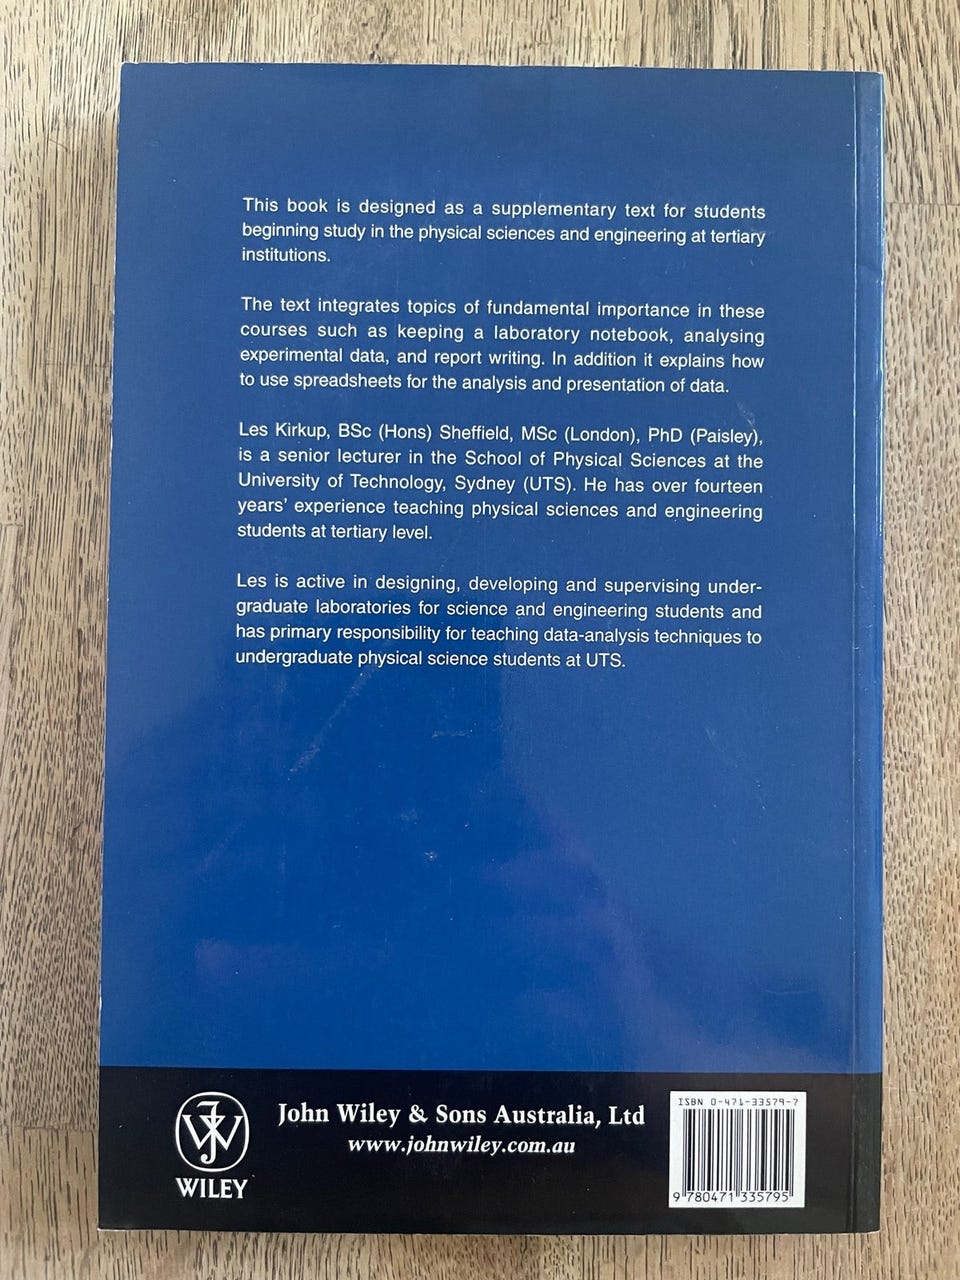 This book is designed as a supplementary text for students
beginning study in the physical sciences and engineering at tertiary
institutions.
The text integrates topics of fundamental importance in these
courses such as keeping a laboratory notebook, analysing
experimental data, and report writing. In addition it explains how
to use spreadsheets for the analysis and presentation of data.
Les Kirkup, BSc (Hons) Sheffield, MSc (London), PhD (Paisley),
is a senior lecturer in the School of Physical Sciences at the
University of Technology, Sydney (UTS). He has over fourteen
years' experience teaching physical sciences and engineering
students at tertiary level.
Les is active in designing, developing and supervising under-
graduate laboratories for science and engineering students and
has primary responsibility for teaching data-analysis techniques to
undergraduate physical science students at UTS.
John Wiley & Sons Australia, Ltd
www.johnwiley.com.au
JW
WILEY
ISBN 0-471-33579-7
9 780471 335795